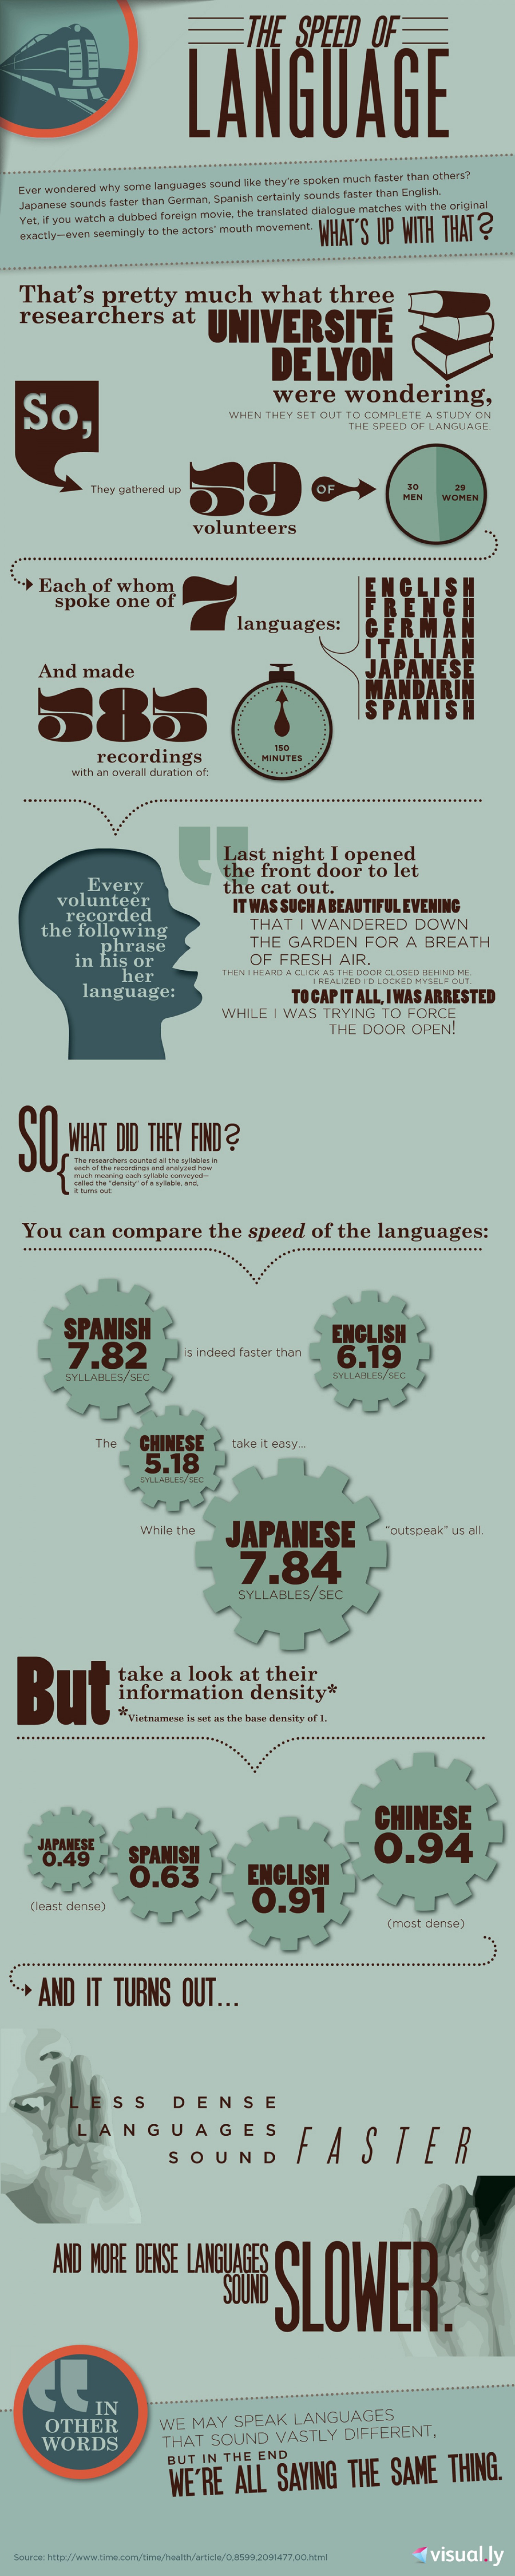 THE SPEED OF
LANGUAGE
Ever wondered why some languages sound like they're spoken much faster than others?
Japanese sounds faster than German, Spanish certainly sounds faster than English.
Yet, if you watch a dubbed foreign movie, the translated dialogue matches with the original
exactly—even seemingly to the actors' mouth movement. WHAT'S UP WITH THAT?
That's pretty much what three
researchers at UNIVERSITÉ
DE LYON
were wondering,
WHEN THEY SET OUT TO COMPLETE A STUDY ON
THE SPEED OF LANGUAGE.
So,
They gathered up 59 OF
volunteers
30
MEN
29
WOMEN
Each of whom
spoke one of 7
languages:
ENGLISH
FRENCH
GERMAN
ITALIAN
JAPANESE
MANDARIN
SPANISH
And made
585
recordings
with an overall duration of:
150
MINUTES
Every
volunteer
recorded
the following
phrase
in his or
her
language:
"
Last night I opened
the front door to let
the cat out.
IT WAS SUCH A BEAUTIFUL EVENING
THAT I WANDERED DOWN
THE GARDEN FOR A BREATH
OF FRESH AIR.
THEN I HEARD A CLICK AS THE DOOR CLOSED BEHIND ME.
I REALIZED I'D LOCKED MYSELF OUT.
TO CAP IT ALL, I WAS ARRESTED
WHILE I WAS TRYING TO FORCE
THE DOOR OPEN!
SO WHAT DID THEY FIND?
{
The researchers counted all the syllables in
each of the recordings and analyzed how
much meaning each syllable conveyed—
called the "density" of a syllable, and,
it turns out:
You can compare the speed of the languages:
SPANISH
7.82
SYLLABLES/SEC
is indeed faster than
ENGLISH
6.19
SYLLABLES/SEC
The
CHINESE
5.18
SYLLABLES/SEC
take it easy...
While the
JAPANESE
7.84
SYLLABLES/SEC
"outspeak" us all.
But take a look at their
information density*
*Vietnamese is set as the base density of 1.
JAPANESE
0.49
(least dense)
SPANISH
0.63
ENGLISH
0.91
CHINESE
0.94
(most dense)
AND IT TURNS OUT...
LESS DENSE
LANGUAGES
SOUND FASTER
AND MORE DENSE LANGUAGES
SOUND SLOWER.
"
IN
OTHER
WORDS
WE MAY SPEAK LANGUAGES
THAT SOUND VASTLY DIFFERENT,
BUT IN THE END
WE'RE ALL SAYING THE SAME THING.
Source: http://www.time.com/time/health/article/0,8599,2091477,00.html
visual.ly